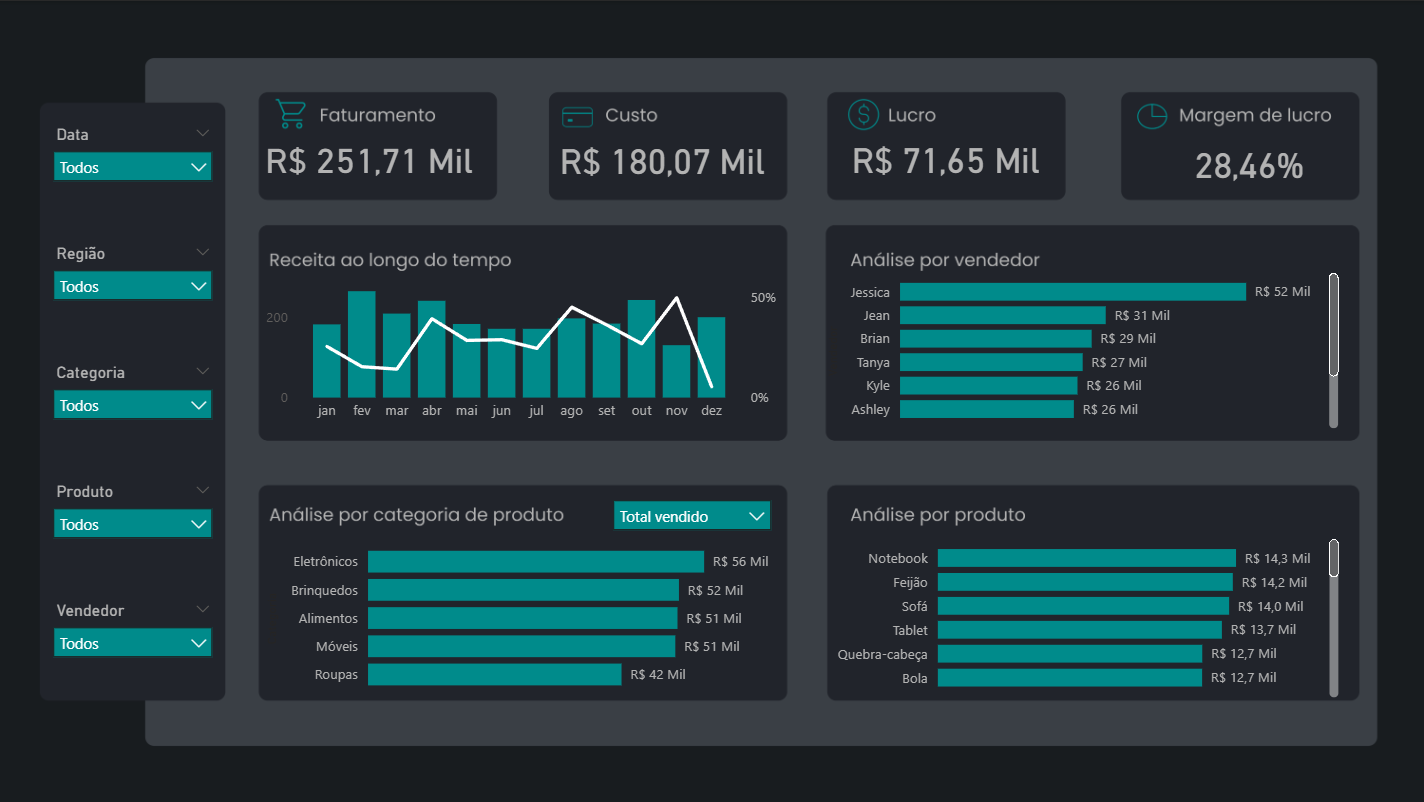 Data
Todos
Região
Todos
Categoria
Todos
Produto
Todos
Vendedor
Todos
Faturamento
R$ 251,71 Mil
Custo
R$ 180,07 Mil
Lucro
R$ 71,65 Mil
Margem de lucro
28,46%
Receita ao longo do tempo
200
0
50%
0%
jan fev mar abr mai jun jul ago set out nov dez
Análise por vendedor
Jessica R$ 52 Mil
Jean R$ 31 Mil
Brian R$ 29 Mil
Tanya R$ 27 Mil
Kyle R$ 26 Mil
Ashley R$ 26 Mil
Análise por categoria de produto
Total vendido
Eletrônicos R$ 56 Mil
Brinquedos R$ 52 Mil
Alimentos R$ 51 Mil
Móveis R$ 51 Mil
Roupas R$ 42 Mil
Análise por produto
Notebook R$ 14,3 Mil
Feijão R$ 14,2 Mil
Sofá R$ 14,0 Mil
Tablet R$ 13,7 Mil
Quebra-cabeça R$ 12,7 Mil
Bola R$ 12,7 Mil